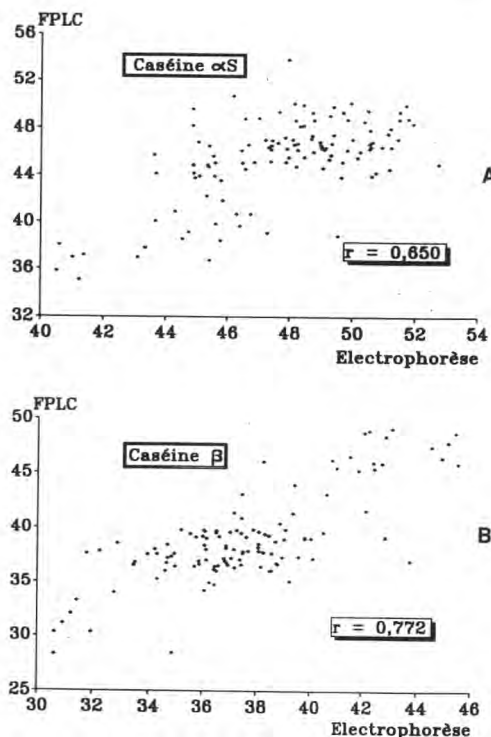 FPLC
56
Caséine αS
52
48
44
A
40
r = 0,650
36
32
40 42 44 46 48 50 52 54
Electrophorèse
FPLC
50
Caséine β
45
40
B
35
30
r = 0,772
25
30 32 34 36 38 40 42 44 46
Electrophorèse